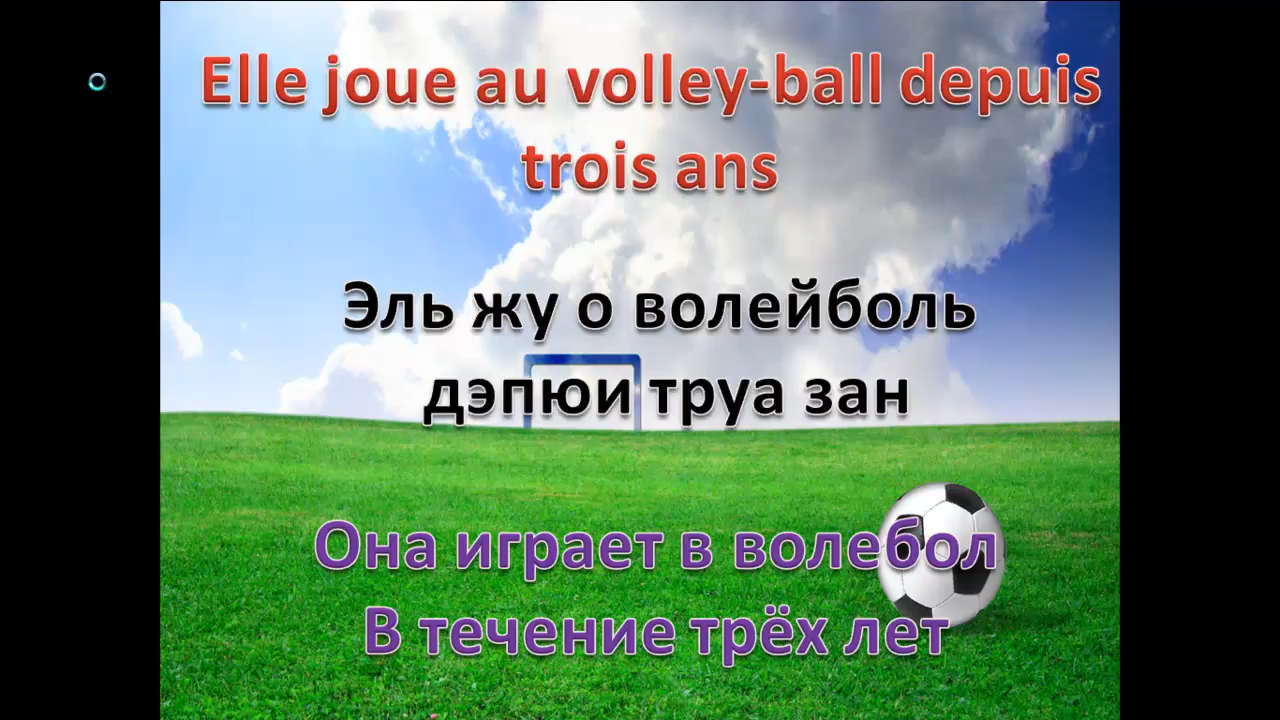 Elle joue au volley-ball depuis
trois ans
Эль жу о волейболь
дэпюи труа зан
Она играет в волебол
В течение трёх лет